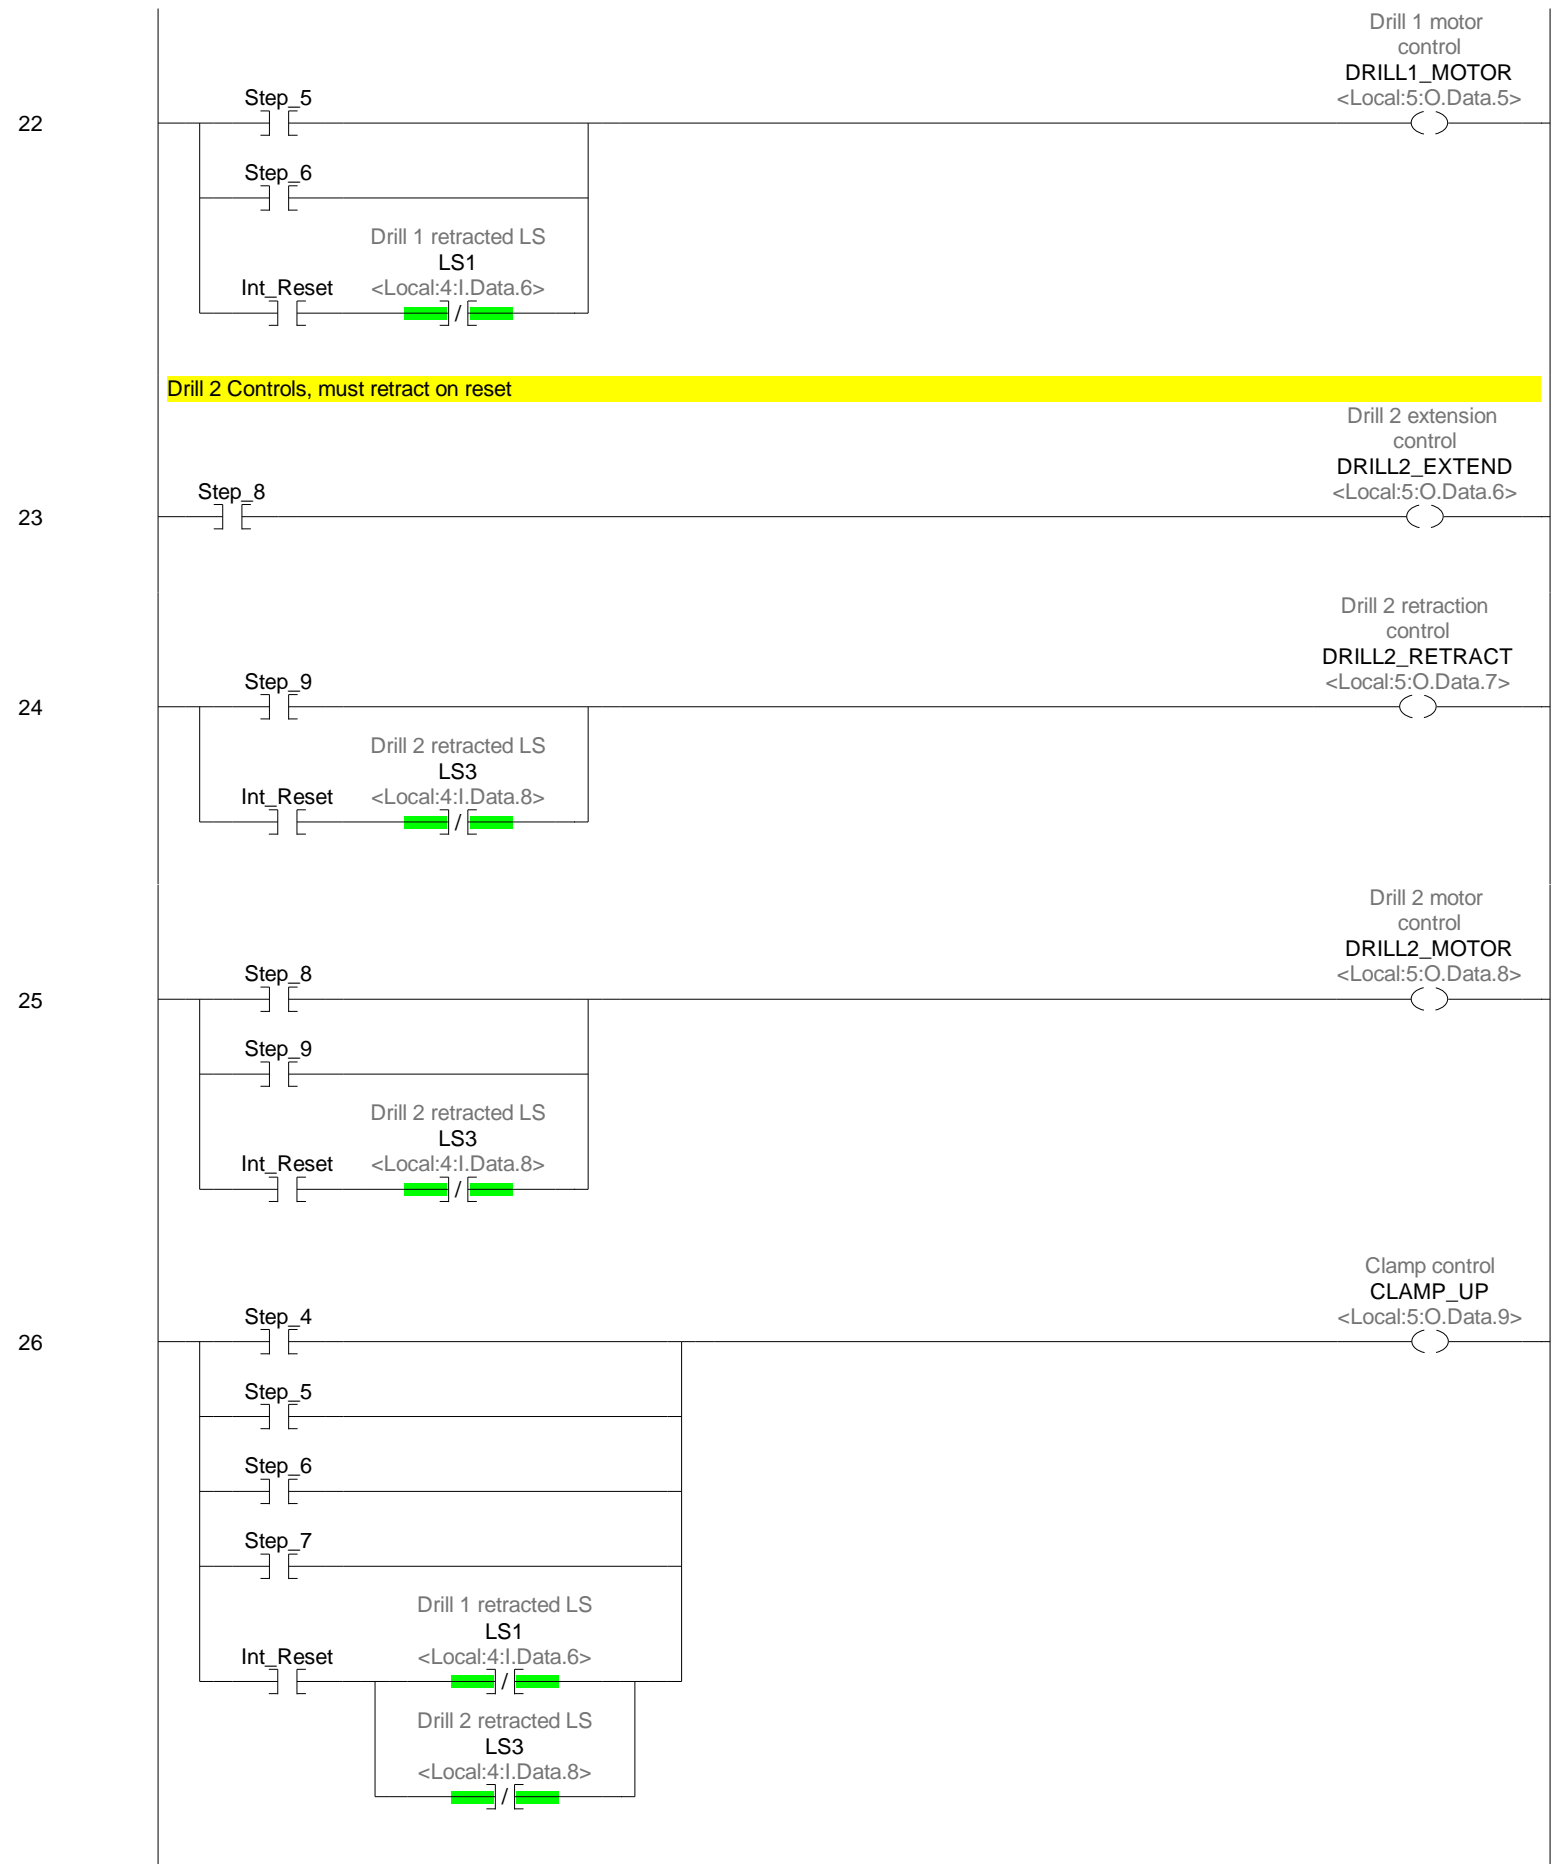 Drill 1 motor
control
DRILL1_MOTOR
<Local:5:O.Data.5>
Step_5
22
Step_6
Drill 1 retracted LS
LS1
Int_Reset <Local:4:I.Data.6>
/
Drill 2 Controls, must retract on reset
Drill 2 extension
control
DRILL2_EXTEND
<Local:5:O.Data.6>
Step_8
23
Drill 2 retraction
control
DRILL2_RETRACT
<Local:5:O.Data.7>
Step_9
24
Drill 2 retracted LS
LS3
Int_Reset <Local:4:I.Data.8>
/
Drill 2 motor
control
DRILL2_MOTOR
<Local:5:O.Data.8>
Step_8
25
Step_9
Drill 2 retracted LS
LS3
Int_Reset <Local:4:I.Data.8>
/
Clamp control
CLAMP_UP
<Local:5:O.Data.9>
Step_4
26
Step_5
Step_6
Step_7
Drill 1 retracted LS
LS1
Int_Reset <Local:4:I.Data.6>
/
Drill 2 retracted LS
LS3
<Local:4:I.Data.8>
/